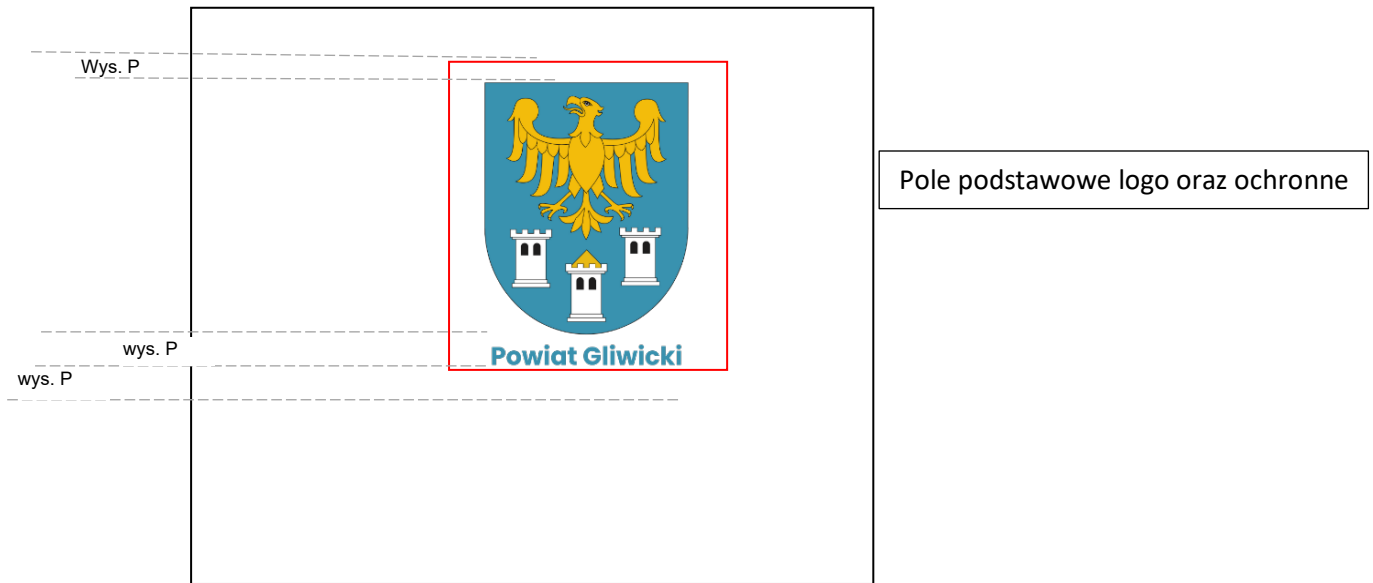 Wys. P
Pole podstawowe logo oraz ochronne
wys. P
Powiat Gliwicki
wys. P